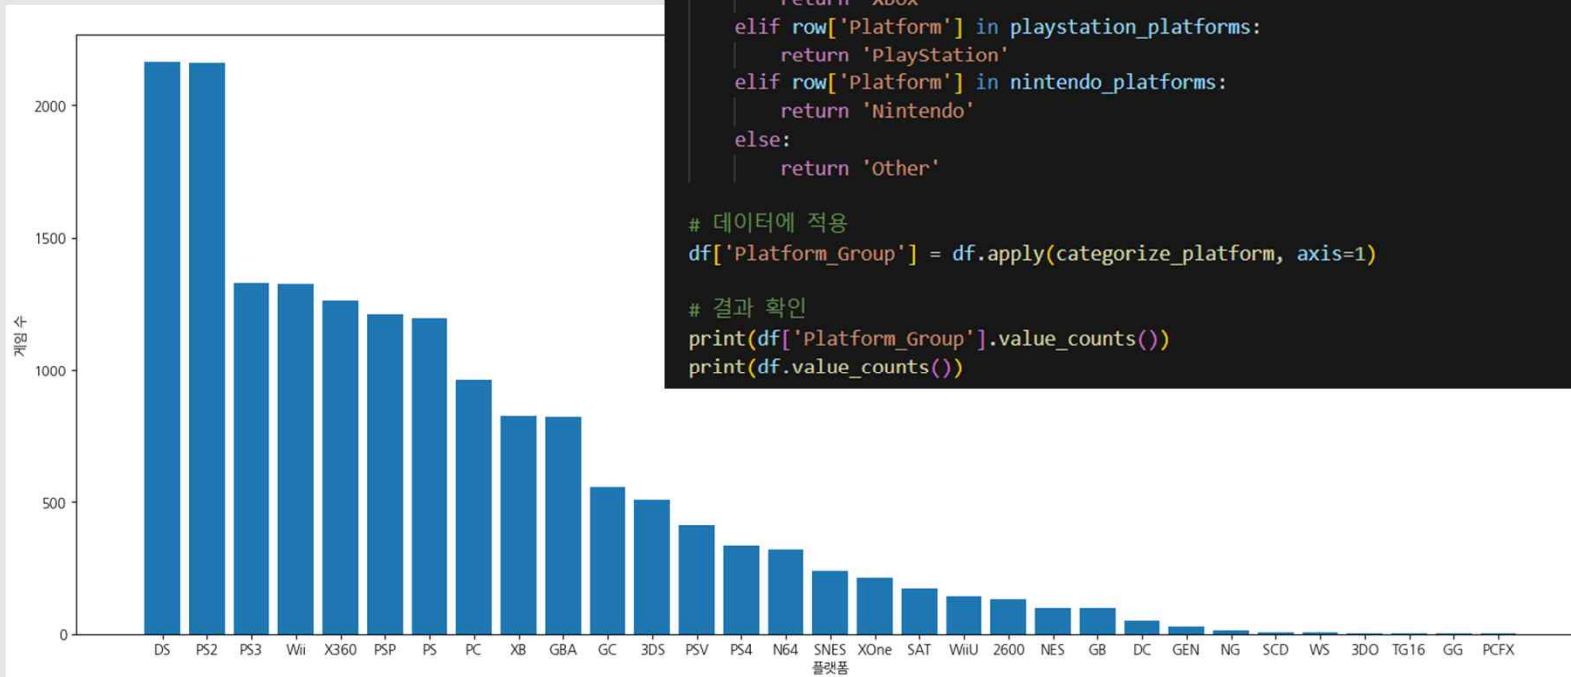 return 'Xbox'
elif row['Platform'] in playstation_platforms:
return 'PlayStation'
elif row['Platform'] in nintendo_platforms:
return 'Nintendo'
else:
return 'Other'
# 데이터에 적용
df['Platform_Group'] = df.apply(categorize_platform, axis=1)
# 결과 확인
print(df['Platform_Group'].value_counts())
print(df.value_counts())
게임 수
2000
1500
1000
500
0
DS PS2 PS3 Wii X360 PSP PS PC XB GBA GC 3DS PSV PS4 N64 SNES XOne SAT WiiU 2600 NES GB DC GEN NG SCD WS 3DO TG16 GG PCFX
플랫폼